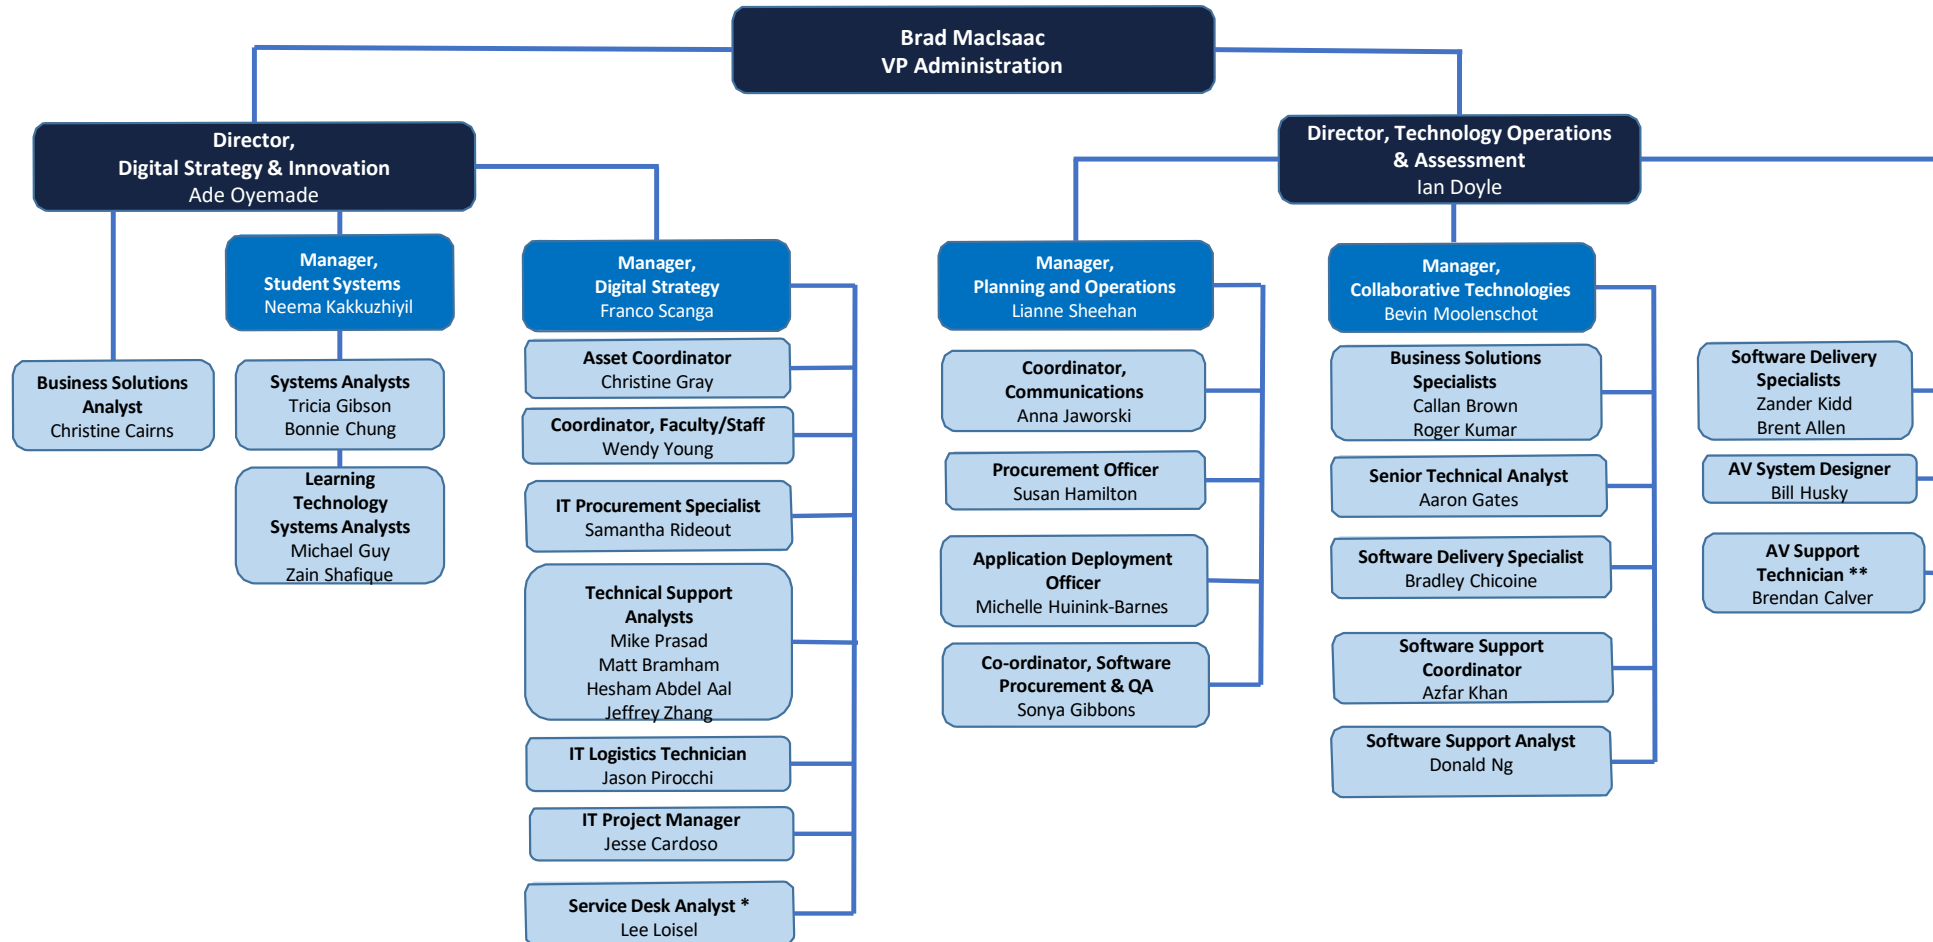 Brad MacIsaac
VP Administration
Director,
Digital Strategy & Innovation
Ade Oyemade
Director, Technology Operations
& Assessment
Ian Doyle
Business Solutions
Analyst
Christine Cairns
Manager,
Student Systems
Neema Kakkuzhiyil
Systems Analysts
Tricia Gibson
Bonnie Chung
Learning
Technology
Systems Analysts
Michael Guy
Zain Shafique
Manager,
Digital Strategy
Franco Scanga
Asset Coordinator
Christine Gray
Coordinator, Faculty/Staff
Wendy Young
IT Procurement Specialist
Samantha Rideout
Technical Support
Analysts
Mike Prasad
Matt Bramham
Hesham Abdel Aal
Jeffrey Zhang
IT Logistics Technician
Jason Pirocchi
IT Project Manager
Jesse Cardoso
Service Desk Analyst *
Lee Loisel
Manager,
Planning and Operations
Lianne Sheehan
Coordinator,
Communications
Anna Jaworski
Procurement Officer
Susan Hamilton
Application Deployment
Officer
Michelle Huinink-Barnes
Co-ordinator, Software
Procurement & QA
Sonya Gibbons
Manager,
Collaborative Technologies
Bevin Moolenschot
Business Solutions
Specialists
Callan Brown
Roger Kumar
Senior Technical Analyst
Aaron Gates
Software Delivery Specialist
Bradley Chicoine
Software Support
Coordinator
Azfar Khan
Software Support Analyst
Donald Ng
Software Delivery
Specialists
Zander Kidd
Brent Allen
AV System Designer
Bill Husky
AV Support
Technician **
Brendan Calver